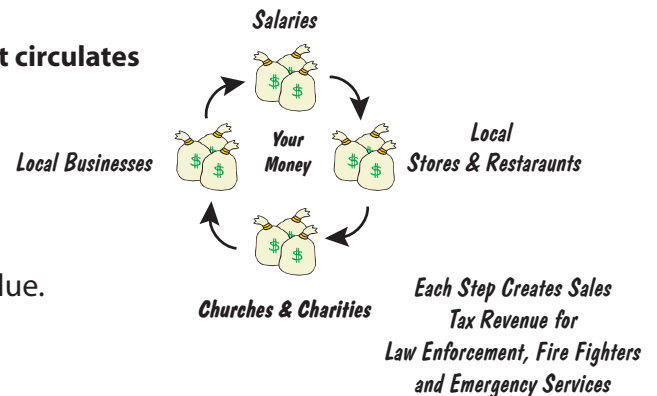 Salaries
t circulates
Your
Money
Local Businesses
Local
Stores & Restaraunts
lue.
Churches & Charities
Each Step Creates Sales
Tax Revenue for
Law Enforcement, Fire Fighters
and Emergency Services